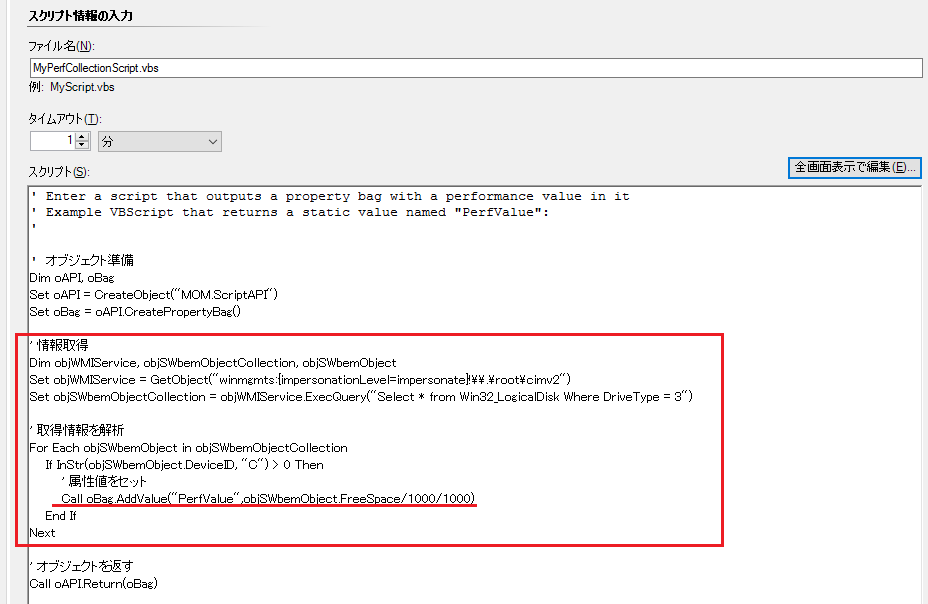 スクリプト情報の入力
ファイル名(N):
MyPerfCollectionScript.vbs
例: MyScript.vbs
タイムアウト(T):
1 分
スクリプト(S):
全画面表示で編集(E)...
' Enter a script that outputs a property bag with a performance value in it
' Example VBScript that returns a static value named "PerfValue":
'
' オブジェクト準備
Dim oAPI, oBag
Set oAPI = CreateObject("MOM.ScriptAPI")
Set oBag = oAPI.CreatePropertyBag()
' 情報取得
Dim objWMIService, objSWbemObjectCollection, objSWbemObject
Set objWMIService = GetObject("winmgmts:{impersonationLevel=impersonate}!¥¥.¥root¥cimv2")
Set objSWbemObjectCollection = objWMIService.ExecQuery("Select * from Win32_LogicalDisk Where DriveType = 3")
' 取得情報を解析
For Each objSWbemObject in objSWbemObjectCollection
If InStr(objSWbemObject.DeviceID, "C") > 0 Then
' 属性値をセット
Call oBag.AddValue("PerfValue",objSWbemObject.FreeSpace/1000/1000)
End If
Next
' オブジェクトを返す
Call oAPI.Return(oBag)